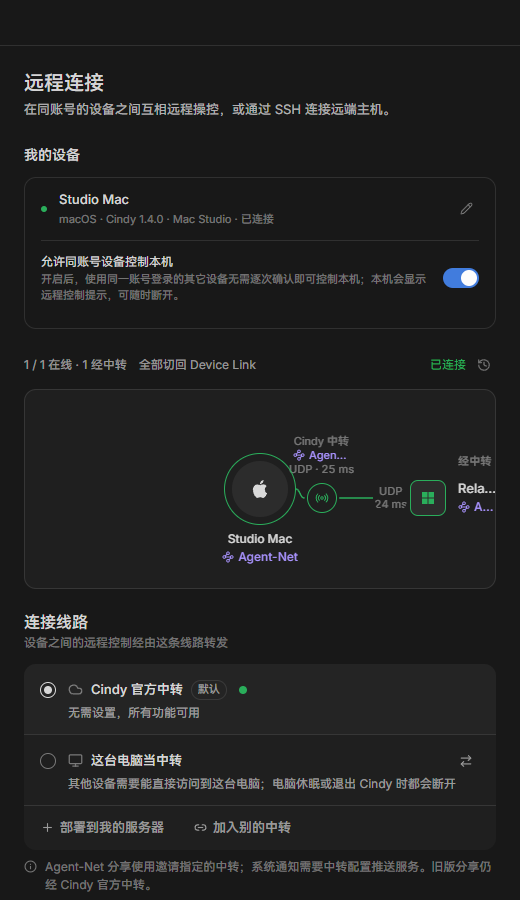 远程连接
在同账号的设备之间互相远程操控，或通过 SSH 连接远端主机。
我的设备
Studio Mac
macOS · Cindy 1.4.0 · Mac Studio · 已连接
允许同账号设备控制本机
开启后，使用同一账号登录的其它设备无需逐次确认即可控制本机；本机会显示
远程控制提示，可随时断开。
1 / 1 在线 · 1 经中转 全部切回 Device Link
已连接
Cindy 中转
Agen...
UDP · 25 ms
UDP
24 ms
经中转
Rela...
A...
Studio Mac
Agent-Net
连接线路
设备之间的远程控制经由这条线路转发
Cindy 官方中转 默认
无需设置，所有功能可用
这台电脑当中转
其他设备需要能直接访问到这台电脑；电脑休眠或退出 Cindy 时都会断开
部署到我的服务器
加入别的中转
Agent-Net 分享使用邀请指定的中转；系统通知需要中转配置推送服务。旧版分享仍
经 Cindy 官方中转。